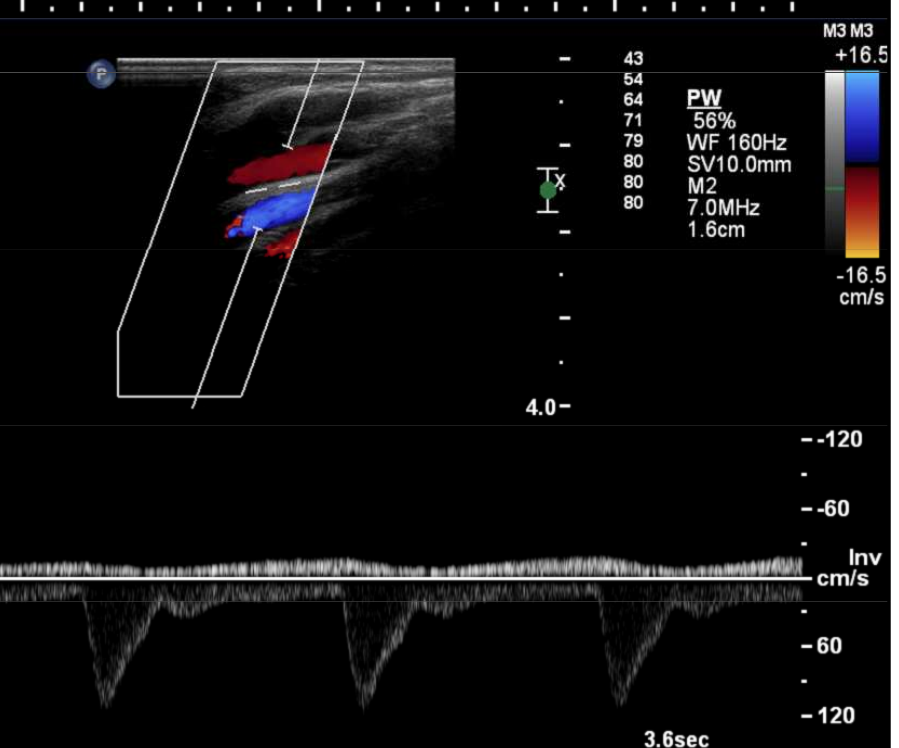 M3 M3
+16.5
P
43
54
64
71
79
80
80
80
PW
56%
WF 160Hz
SV10.0mm
M2
7.0MHz
1.6cm
x
-16.5
cm/s
4.0
-120
-60
Inv
cm/s
60
120
3.6sec